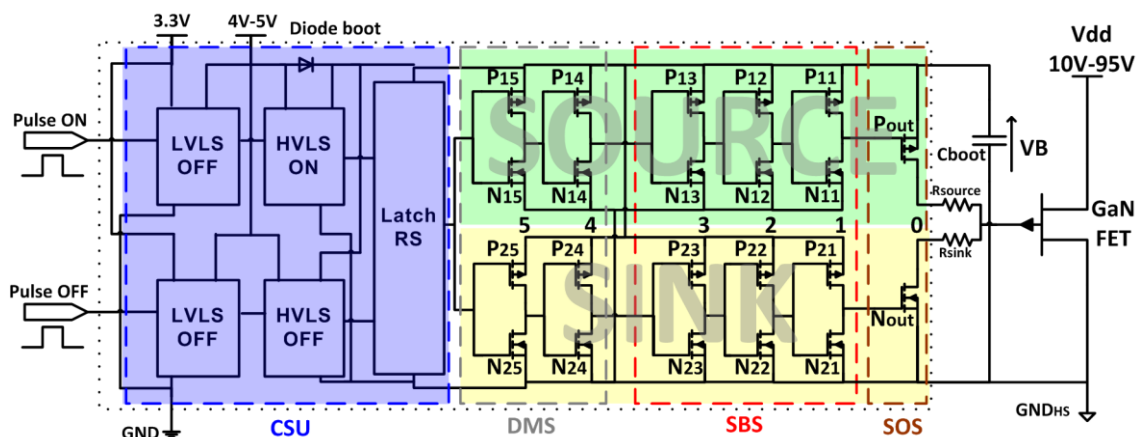 3.3V 4V-5V Diode boot Vdd
10V-95V
P15 P14 P13 P12 P11
Pulse ON
LVLS OFF
HVLS ON
SOURCE
Pout
Cboot
VB
N15 N14 N13 N12 N11
Latch RS
Rsource
GaN FET
5 4 3 2 1 0
P25 P24 P23 P22 P21
Rsink
Pulse OFF
LVLS OFF
HVLS OFF
SINK
Nout
N25 N24 N23 N22 N21
GND
CSU
DMS
SBS
SOS
GNDHS